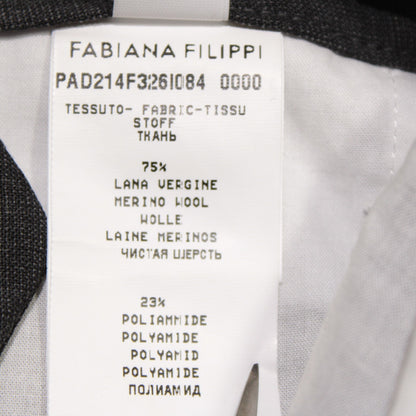 FABIANA FILIPPI
PAD214F3261084 0000
TESSUTO- FABRIC-TISSU
STOFF
ТКАНЬ
75%
LANA VERGINE
MERINO WOOL
WOLLE
LAINE MERINOS
ЧИСТАЯ ШЕРСТЬ
23%
POLIAMMIDE
POLYAMIDE
POLYAMID
POLYAMIDE
ПОЛИАМИД